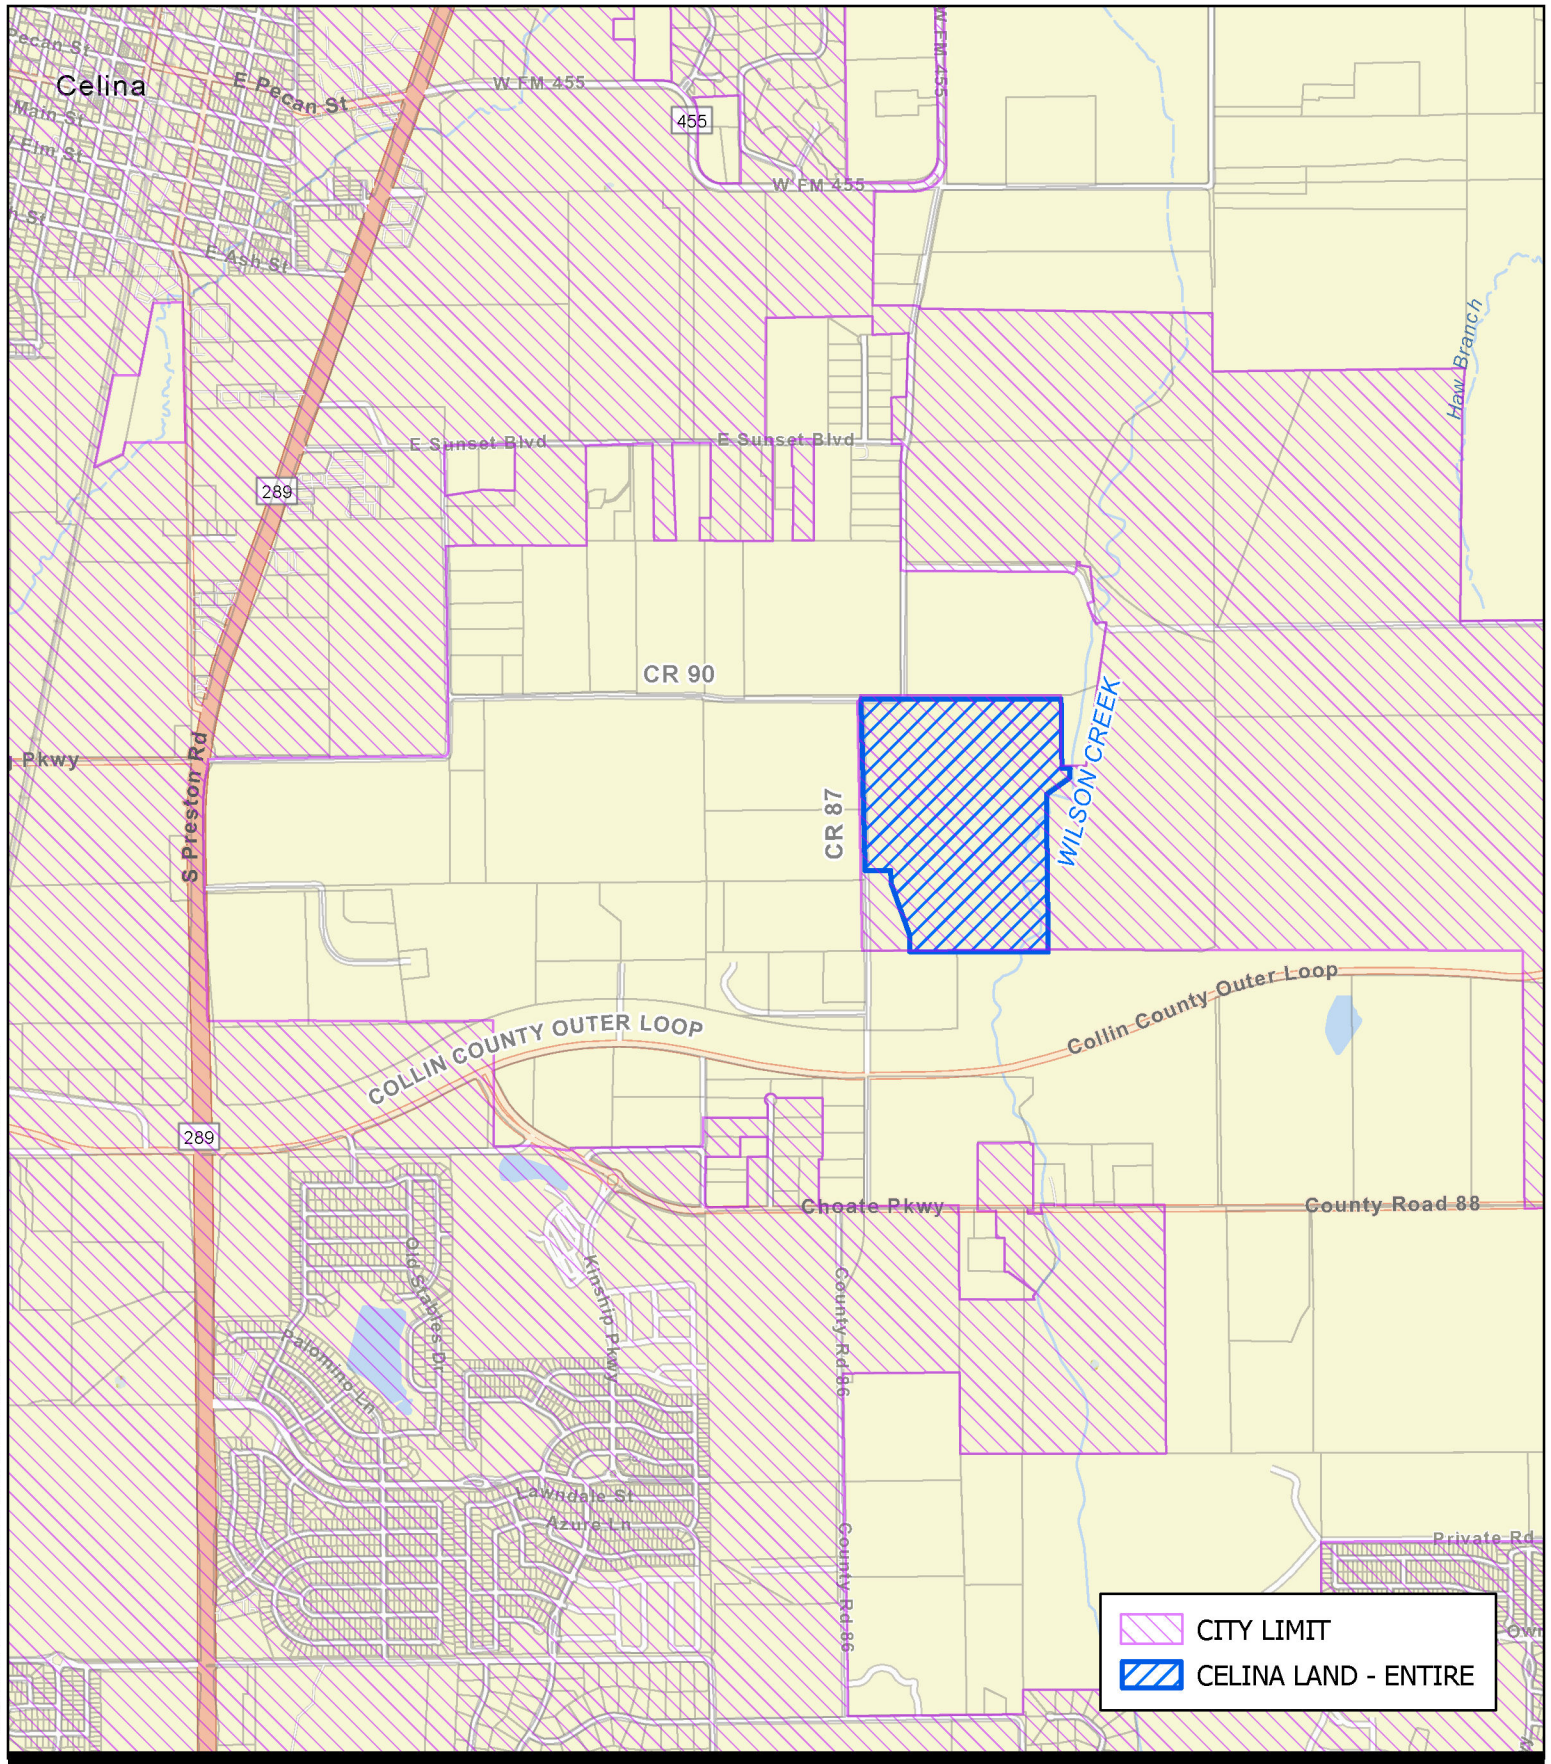 Pecan St
Celina
E Pecan St
W FM 455
W FM 455
455
Main St
Elm St
W FM 455
h St
E Ash St
Haw Branch
E Sunset Blvd
E Sunset Blvd
289
CR 90
WILSON CREEK
Pkwy
S Preston Rd
CR 87
Collin County Outer Loop
COLLIN COUNTY OUTER LOOP
289
Choate Pkwy
County Road 88
Old Stables Dr
Kinship Pkwy
County Rd 86
Palomino Ln
Lawndale St
Azure Ln
County Rd 86
Private Rd
CITY LIMIT
Own
CELINA LAND - ENTIRE